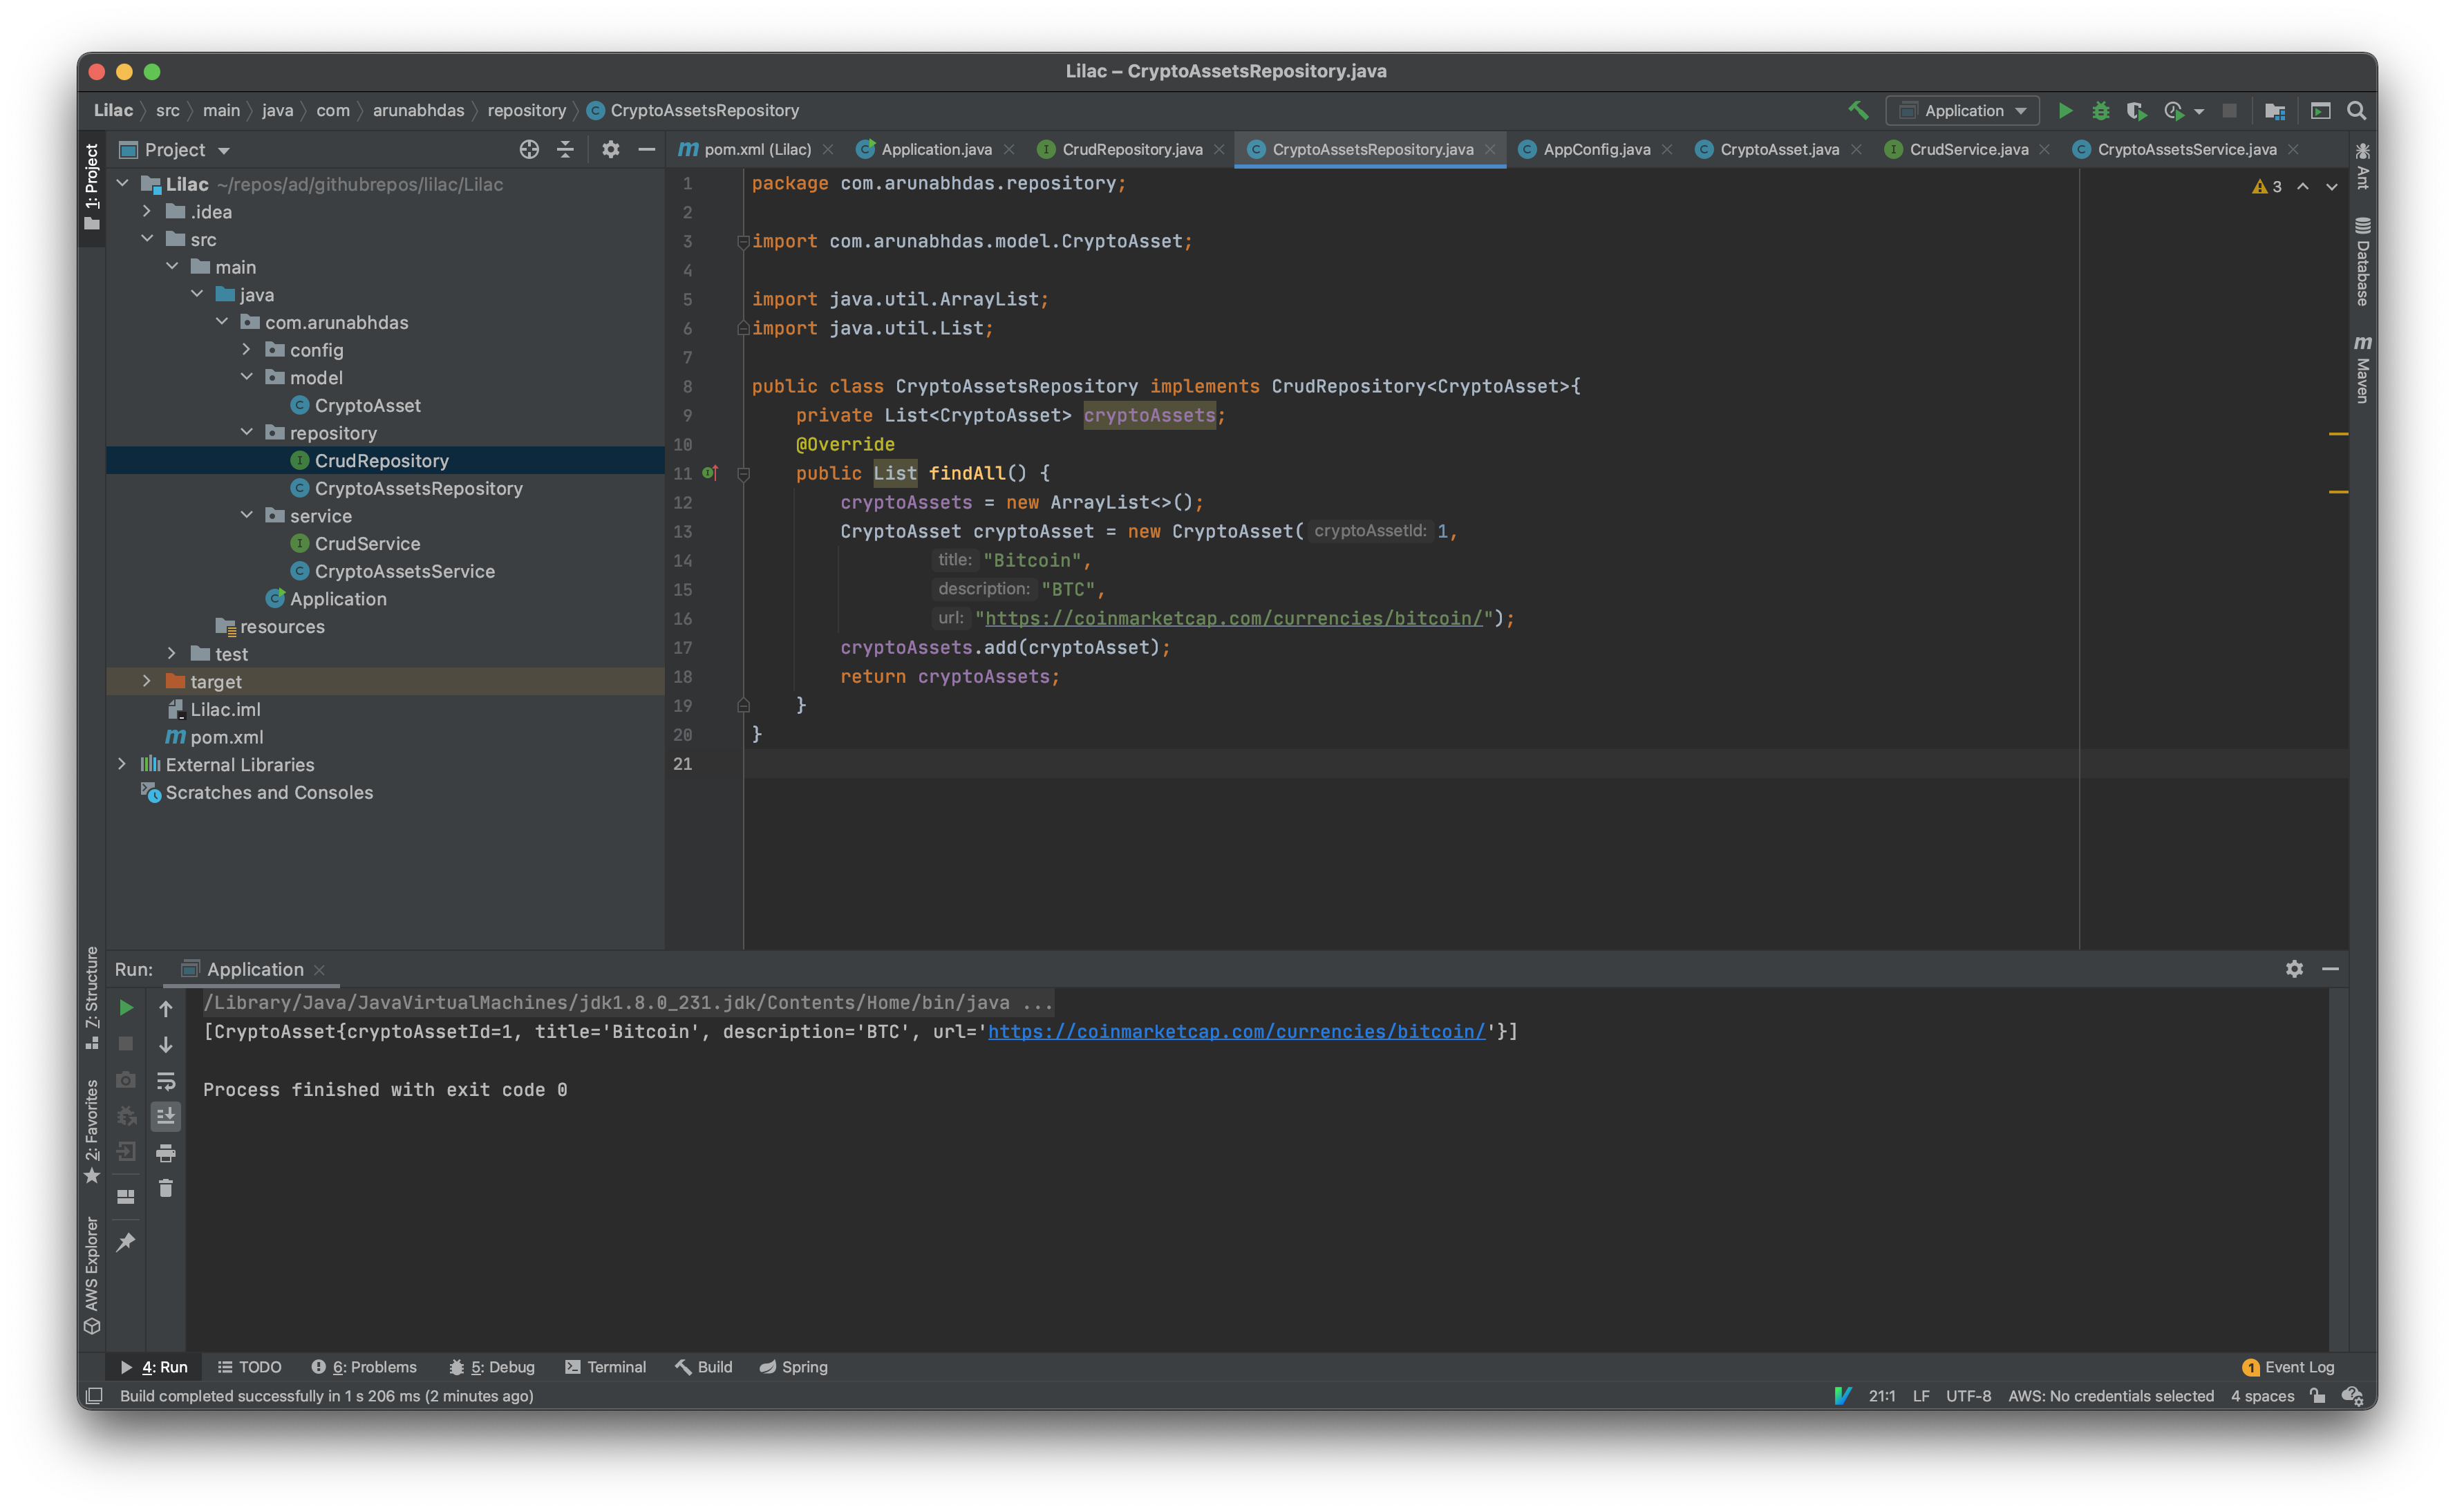 Lilac – CryptoAssetsRepository.java
Lilac src main java com arunabhdas repository CryptoAssetsRepository
Application
1: Project
Project
pom.xml (Lilac) Application.java CrudRepository.java CryptoAssetsRepository.java AppConfig.java CryptoAsset.java CrudService.java CryptoAssetsService.java
Lilac ~/repos/ad/githubrepos/lilac/Lilac
.idea
src
main
java
com.arunabhdas
config
model
CryptoAsset
repository
CrudRepository
CryptoAssetsRepository
service
CrudService
CryptoAssetsService
Application
resources
test
target
Lilac.iml
pom.xml
External Libraries
Scratches and Consoles
1 package com.arunabhdas.repository;
2
3 import com.arunabhdas.model.CryptoAsset;
4
5 import java.util.ArrayList;
6 import java.util.List;
7
8 public class CryptoAssetsRepository implements CrudRepository<CryptoAsset>{
9 private List<CryptoAsset> cryptoAssets;
10 @Override
11 public List findAll() {
12 cryptoAssets = new ArrayList<>();
13 CryptoAsset cryptoAsset = new CryptoAsset( cryptoAssetId: 1,
14 title: "Bitcoin",
15 description: "BTC",
16 url: "https://coinmarketcap.com/currencies/bitcoin/");
17 cryptoAssets.add(cryptoAsset);
18 return cryptoAssets;
19 }
20 }
21
3
Ant
Database
Maven
Z: Structure
2: Favorites
AWS Explorer
Run: Application
/Library/Java/JavaVirtualMachines/jdk1.8.0_231.jdk/Contents/Home/bin/java ...
[CryptoAsset{cryptoAssetId=1, title='Bitcoin', description='BTC', url='https://coinmarketcap.com/currencies/bitcoin/'}]
Process finished with exit code 0
4: Run TODO 6: Problems 5: Debug Terminal Build Spring 1 Event Log
Build completed successfully in 1 s 206 ms (2 minutes ago) 21:1 LF UTF-8 AWS: No credentials selected 4 spaces